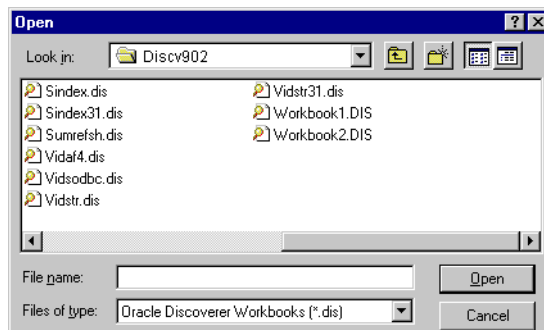 Open
Look in: Discv902
Sindex.dis
Sindex31.dis
Sumrefsh.dis
Vidaf4.dis
Vidsodbc.dis
Vidstr.dis
Vidstr31.dis
Workbook1.DIS
Workbook2.DIS
File name: Open
Files of type: Oracle Discoverer Workbooks (*.dis) Cancel